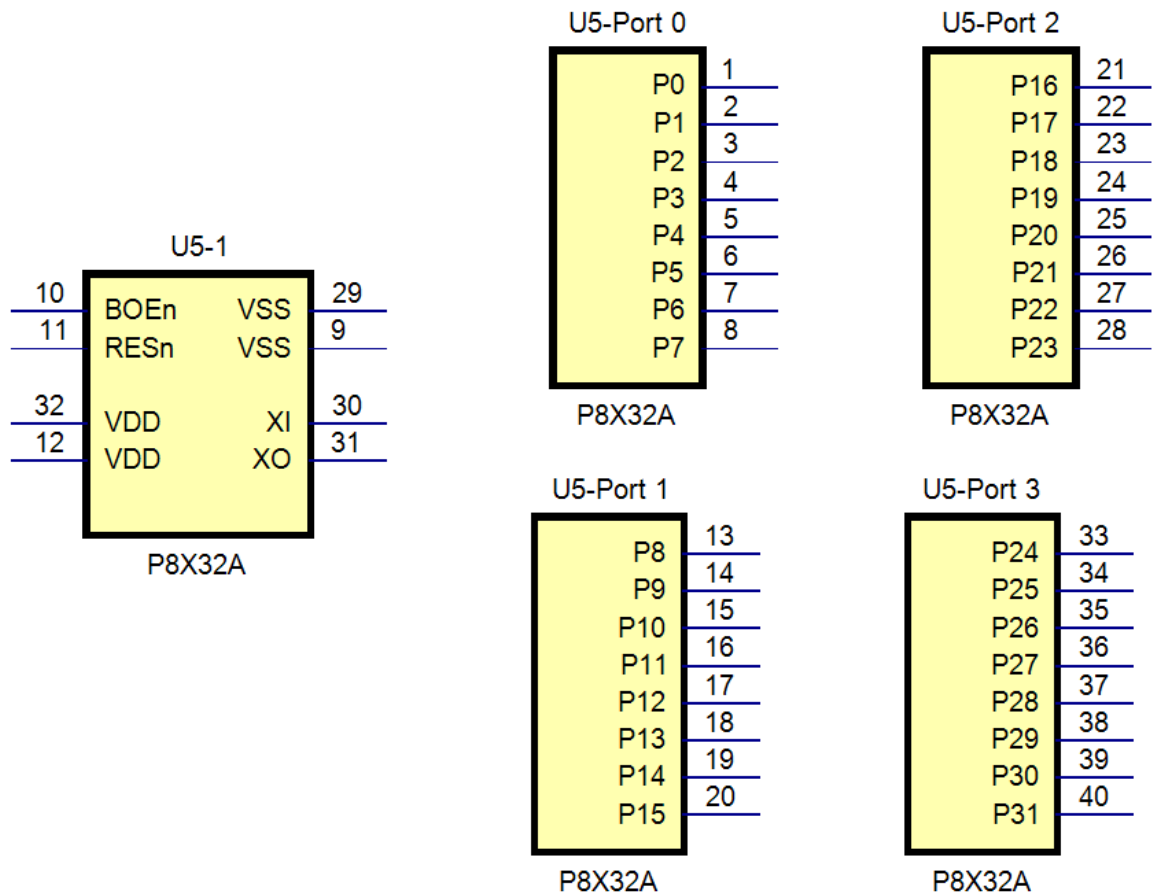 U5-1
10 BOEn VSS 29
11 RESn VSS 9
32 VDD XI 30
12 VDD XO 31
P8X32A
U5-Port 0
P0 1
P1 2
P2 3
P3 4
P4 5
P5 6
P6 7
P7 8
P8X32A
U5-Port 2
P16 21
P17 22
P18 23
P19 24
P20 25
P21 26
P22 27
P23 28
P8X32A
U5-Port 1
P8 13
P9 14
P10 15
P11 16
P12 17
P13 18
P14 19
P15 20
P8X32A
U5-Port 3
P24 33
P25 34
P26 35
P27 36
P28 37
P29 38
P30 39
P31 40
P8X32A